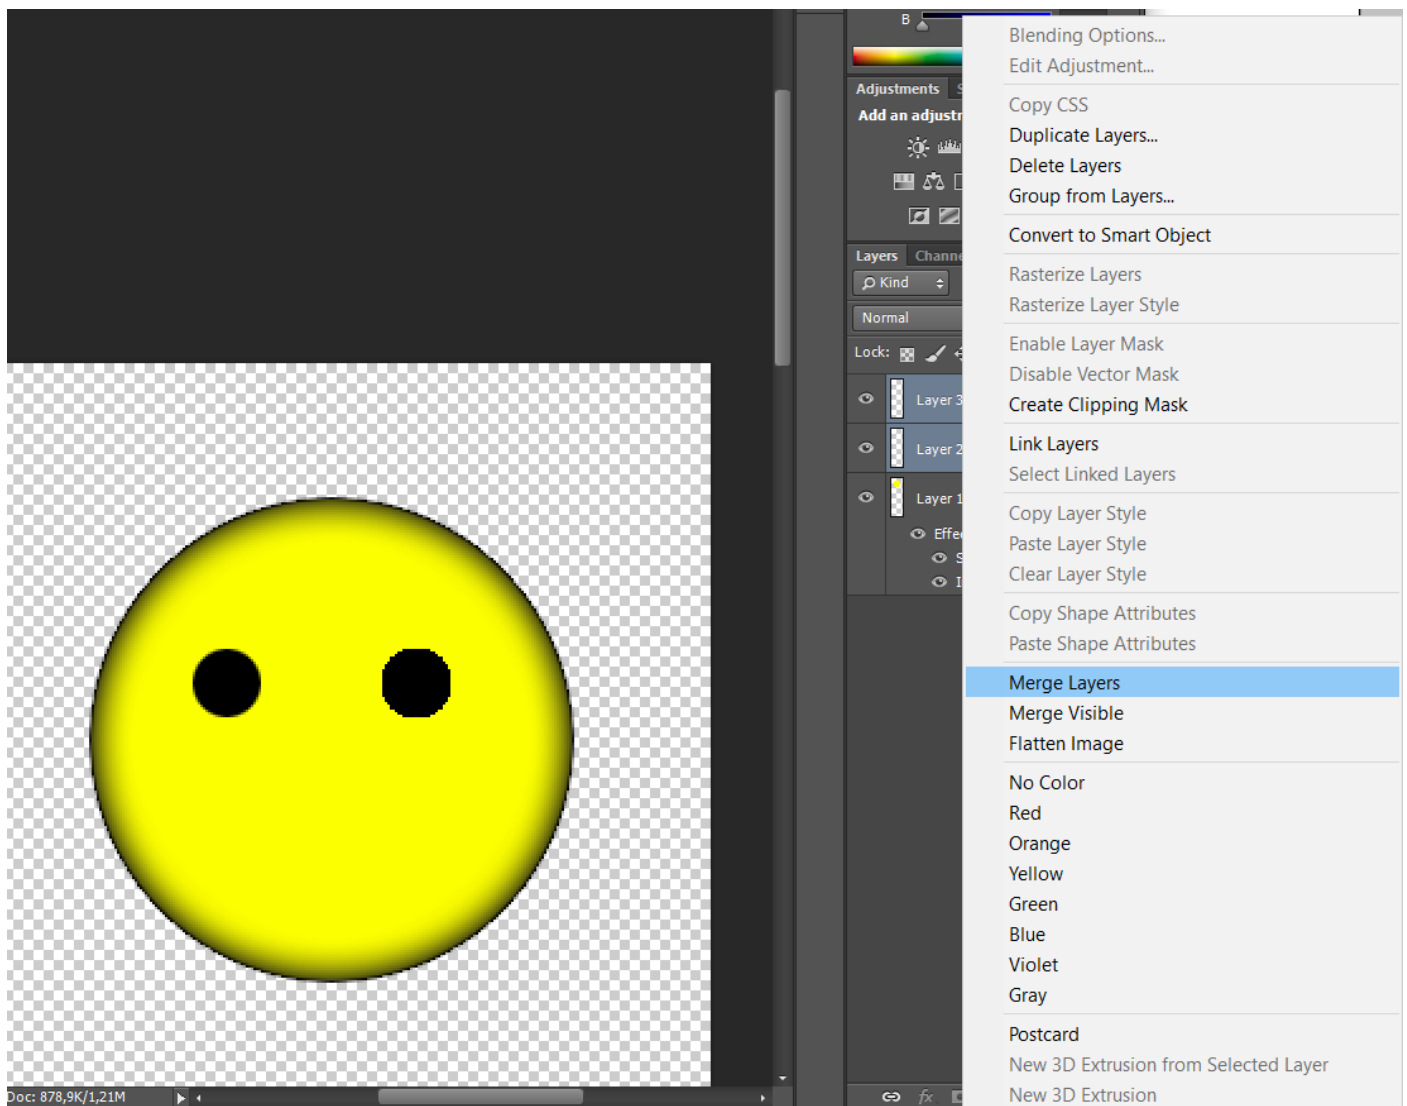 B
Adjustments
Add an
Layers
Kind
Normal
Lock:
Layer 3
Layer 2
Layer 1
Doc: 878,9K/1,21M
fx
Blending Options...
Edit Adjustment...
Copy CSS
Duplicate Layers...
Delete Layers
Group from Layers...
Convert to Smart Object
Rasterize Layers
Rasterize Layer Style
Enable Layer Mask
Disable Vector Mask
Create Clipping Mask
Link Layers
Select Linked Layers
Copy Layer Style
Paste Layer Style
Clear Layer Style
Copy Shape Attributes
Paste Shape Attributes
Merge Layers
Merge Visible
Flatten Image
No Color
Red
Orange
Yellow
Green
Blue
Violet
Gray
Postcard
New 3D Extrusion from Selected Layer
New 3D Extrusion